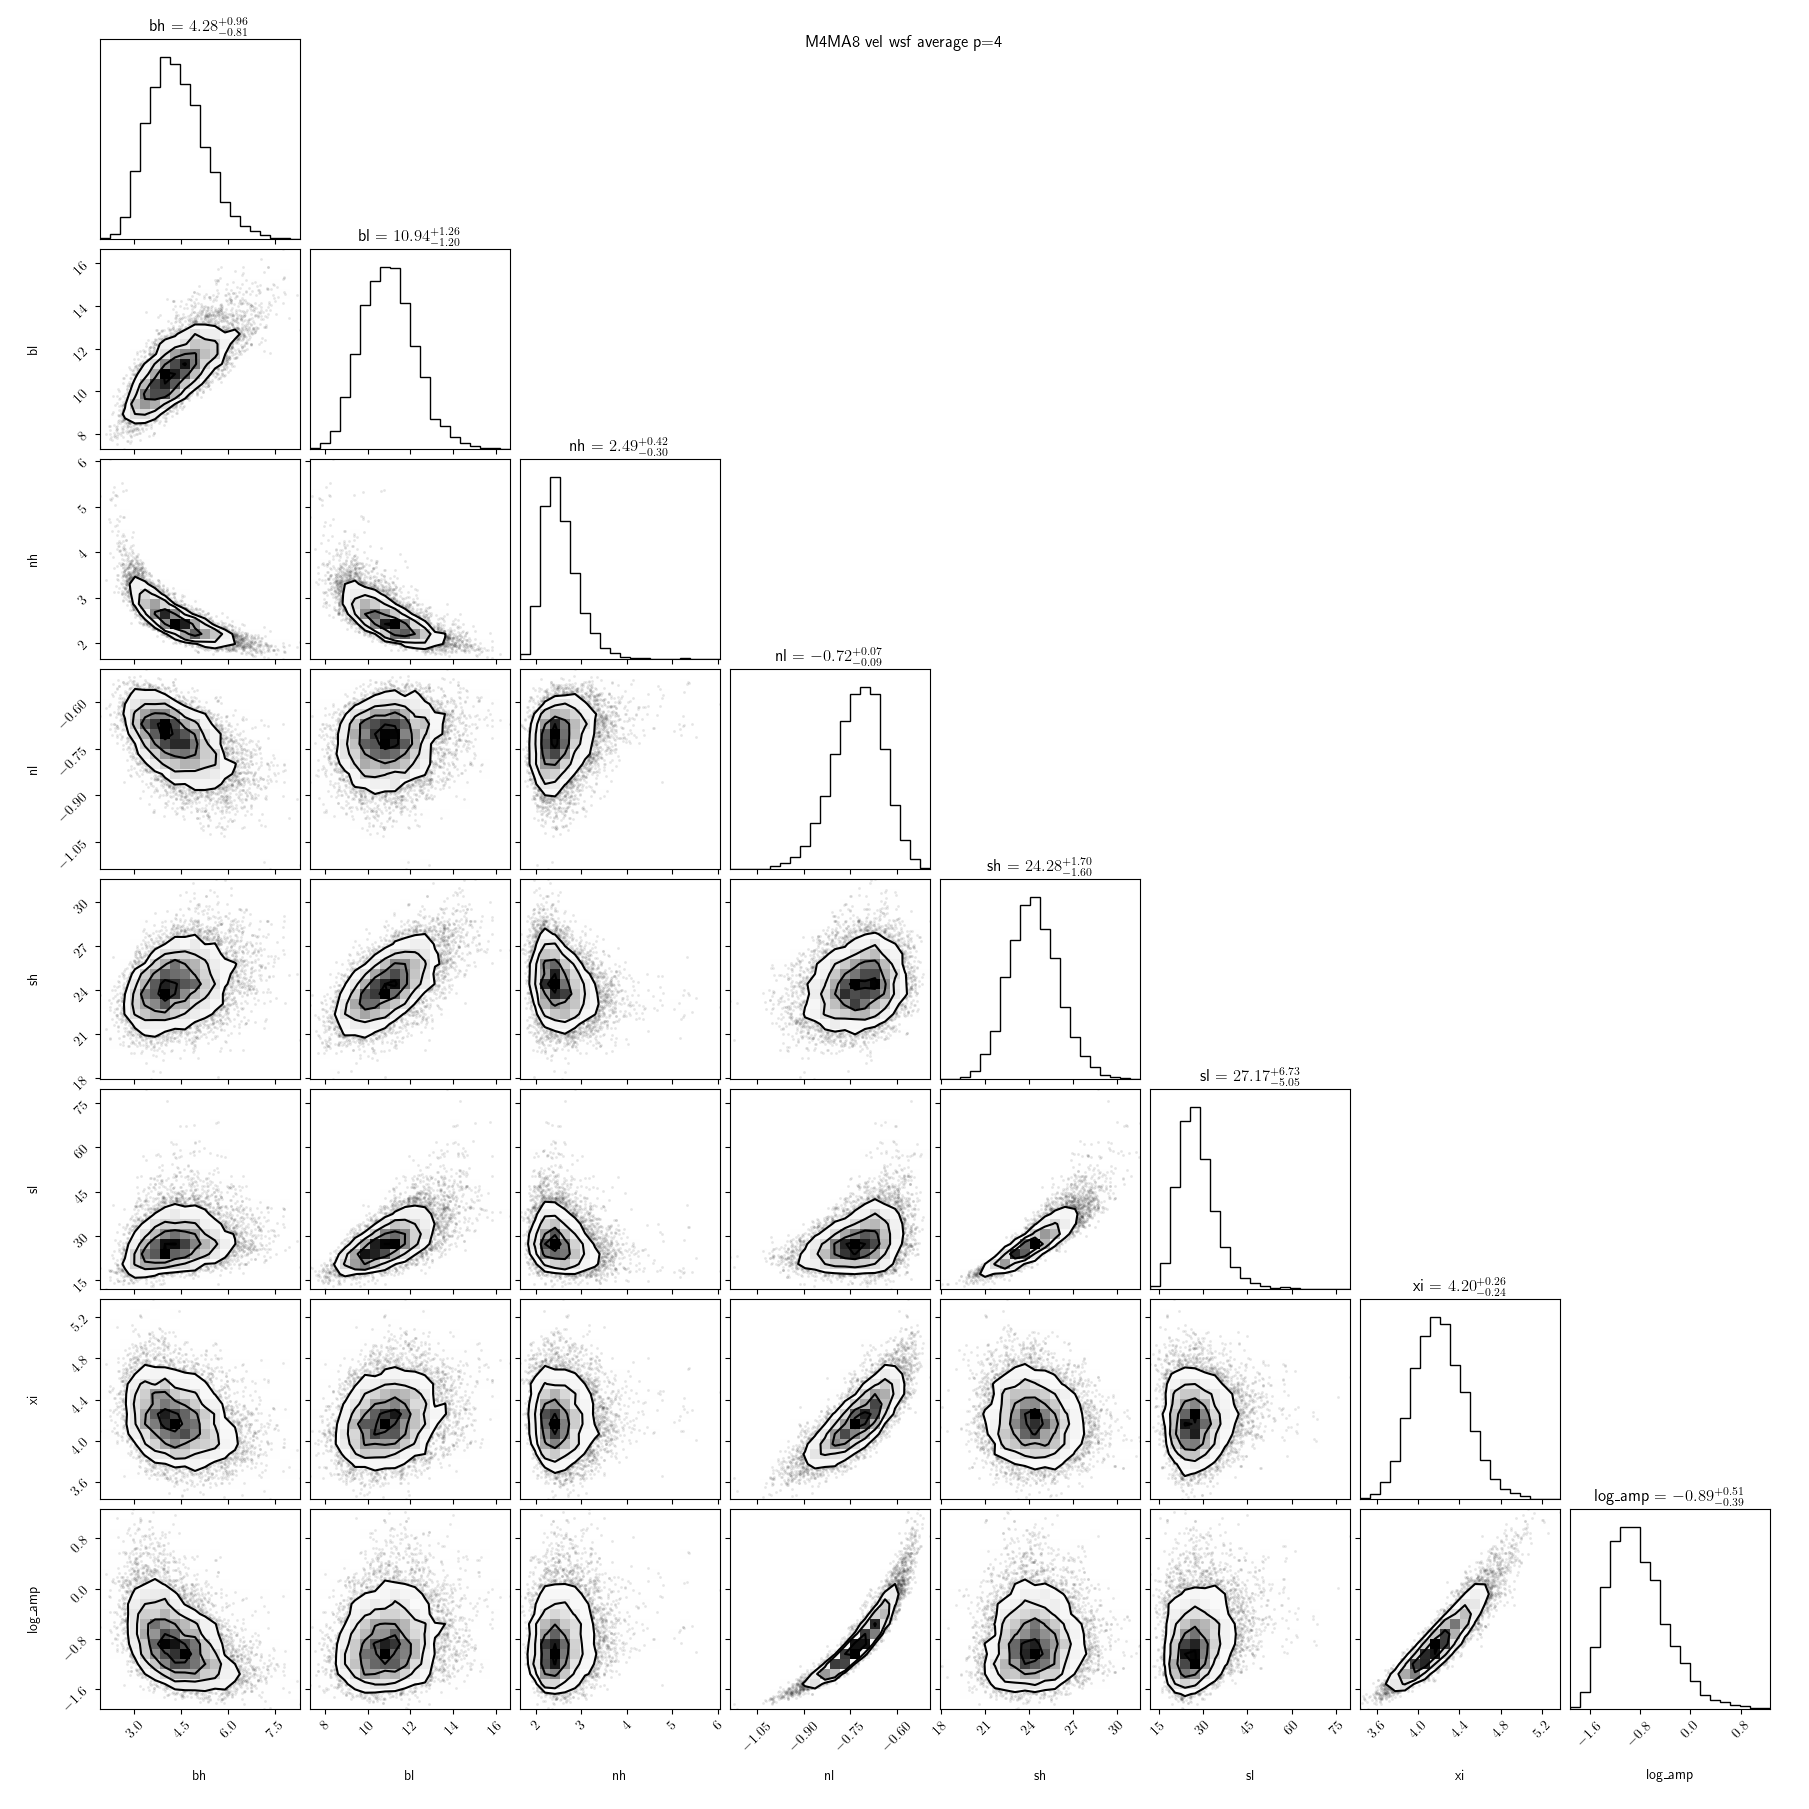 M4MA8 vel wsf average p=4
bh = 4.28+0.96−0.81
bl = 10.94+1.26−1.20
bl
16
14
12
10
8
nh = 2.49+0.42−0.30
nh
6
5
4
3
2
nl = −0.72+0.07−0.09
nl
−0.60
−0.75
−0.90
−1.05
sh = 24.28+1.70−1.60
sh
30
27
24
21
18
sl = 27.17+6.73−5.05
sl
75
60
45
30
15
xi = 4.20+0.26−0.24
xi
5.2
4.8
4.4
4.0
3.6
log_amp = −0.89+0.51−0.39
log_amp
0.8
0.0
−0.8
−1.6
3.0 4.5 6.0 7.5 8 10 12 14 16 2 3 4 5 6 −1.05 −0.90 −0.75 −0.60 18 21 24 27 30 15 30 45 60 75 3.6 4.0 4.4 4.8 5.2 −1.6 −0.8 0.0 0.8
bh bl nh nl sh sl xi log_amp